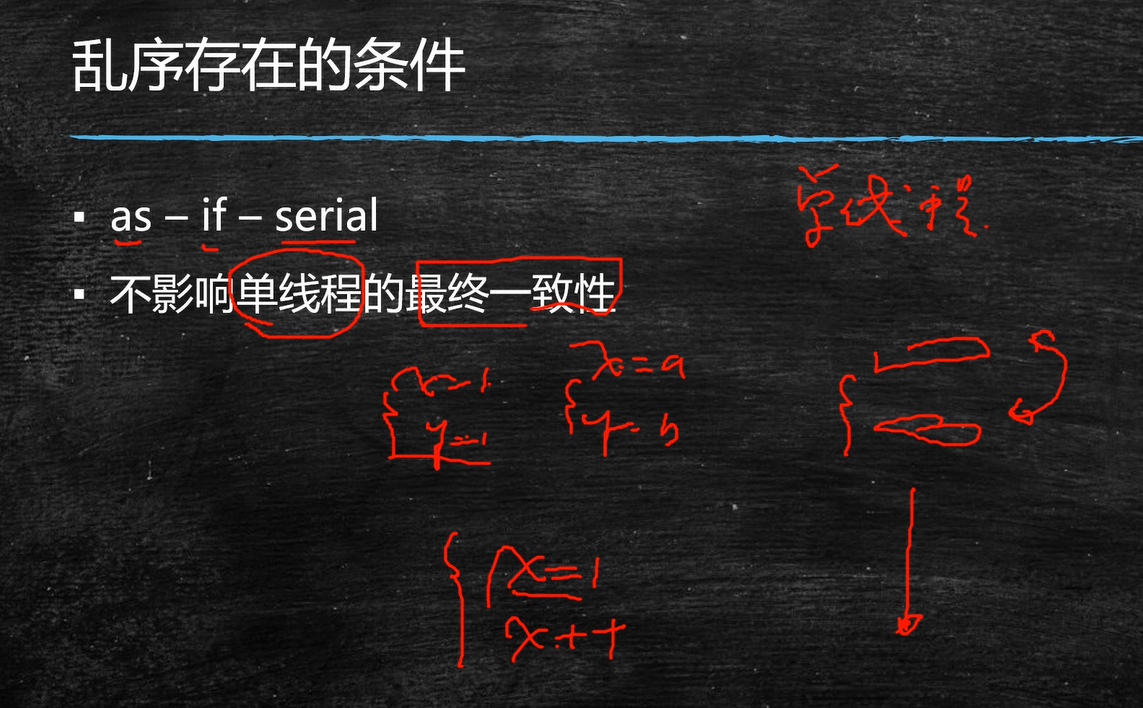 乱序存在的条件
as – if – serial
单线程
不影响单线程的最终一致性
x=1
y=1
x=a
y=b
x=1
x++